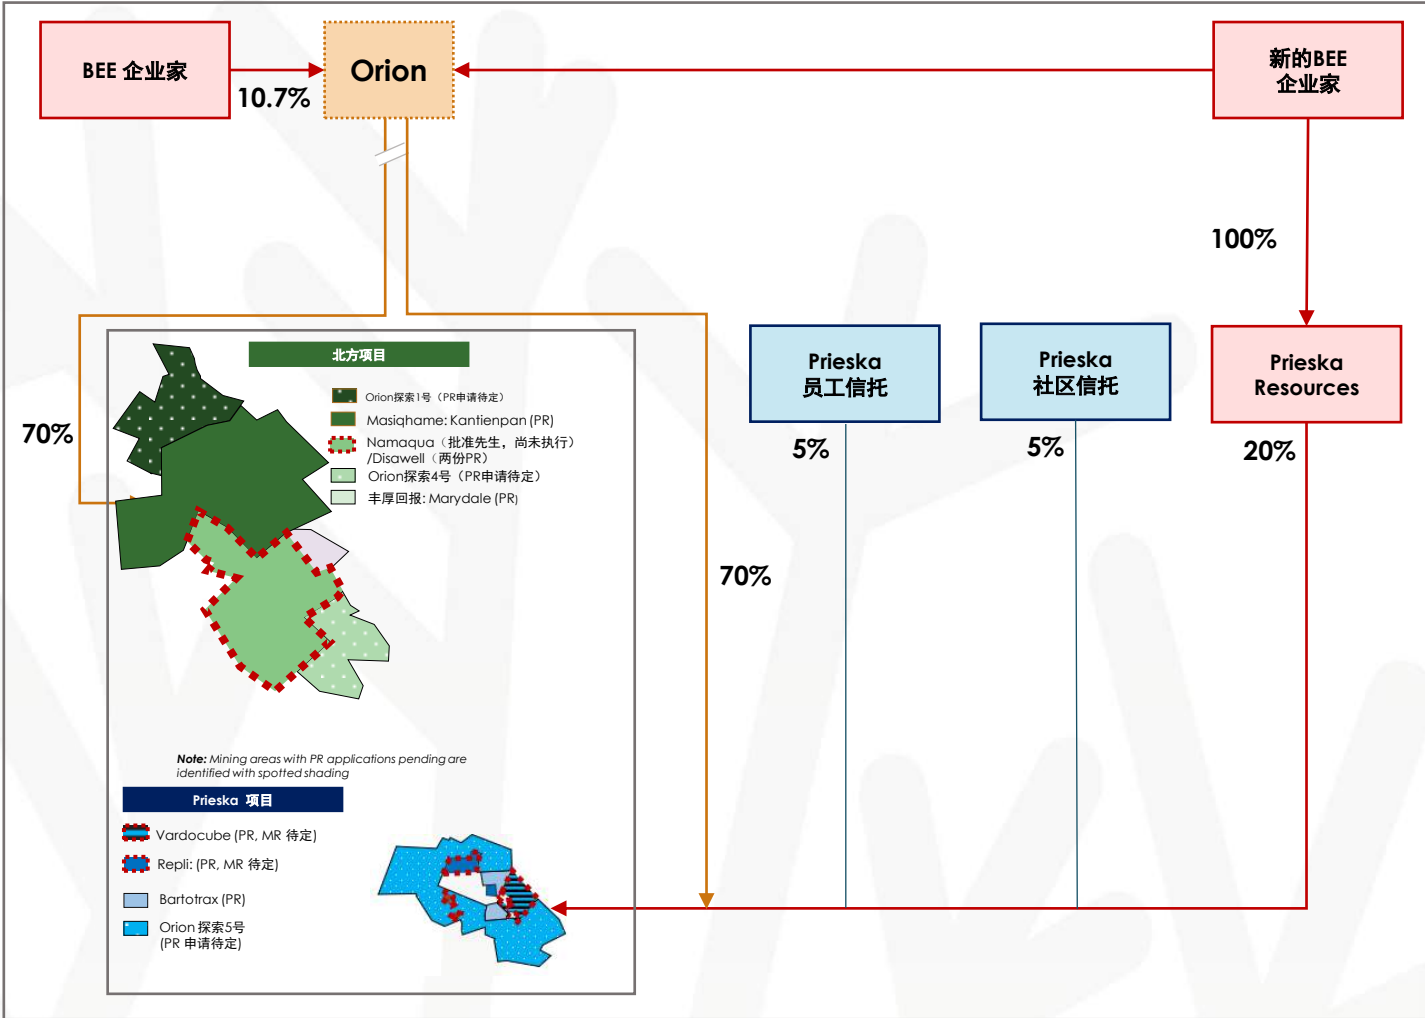 BEE 企业家
Orion
新的BEE
企业家
10.7%
100%
70%
北方项目
Orion探索1号（PR申请待定）
Masiqhame: Kantienpan (PR)
Namaqua（批准先生，尚未执行）
/Disawell（两份PR）
Orion探索4号（PR申请待定）
丰厚回报: Marydale (PR)
Prieska
员工信托
Prieska
社区信托
Prieska
Resources
5%
5%
20%
70%
Note: Mining areas with PR applications pending are
identified with spotted shading
Prieska 项目
Vardocube (PR, MR 待定)
Repli: (PR, MR 待定)
Bartotrax (PR)
Orion 探索5号
(PR 申请待定)